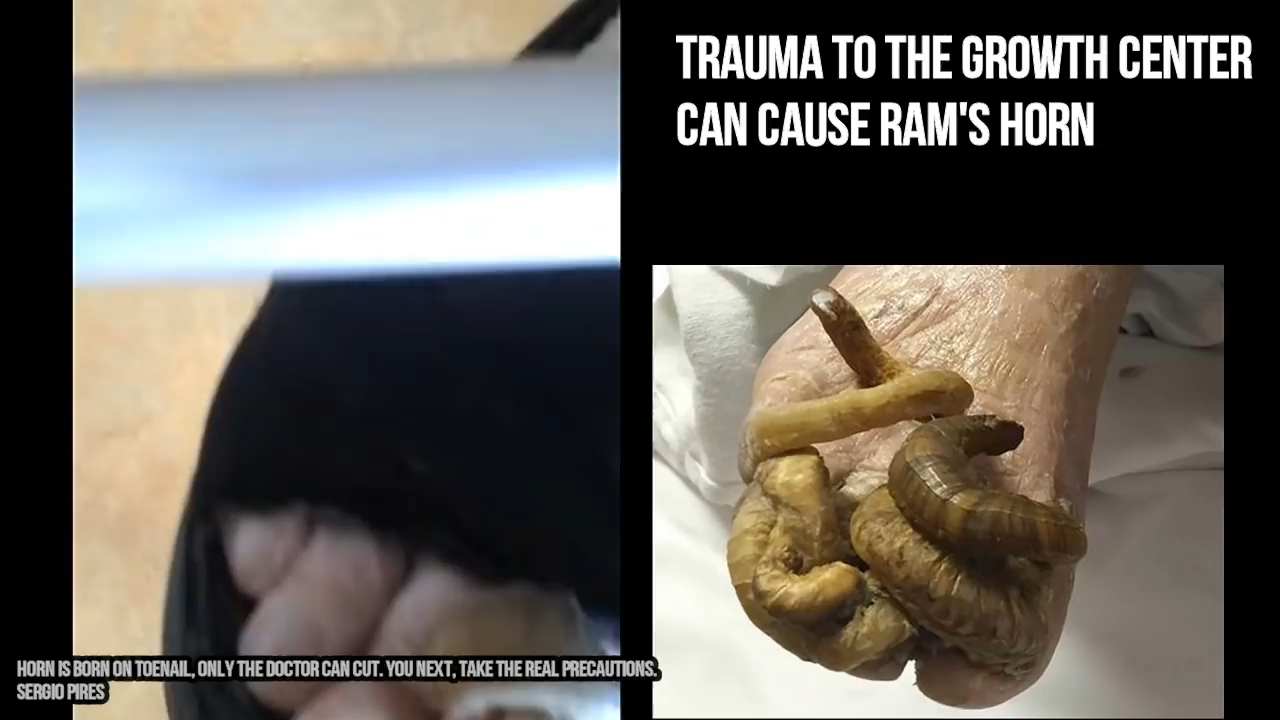 TRAUMA TO THE GROWTH CENTER
CAN CAUSE RAM'S HORN
HORN IS BORN ON TOENAIL, ONLY THE DOCTOR CAN CUT. YOU NEXT, TAKE THE REAL PRECAUTIONS.
SERGIO PIRES